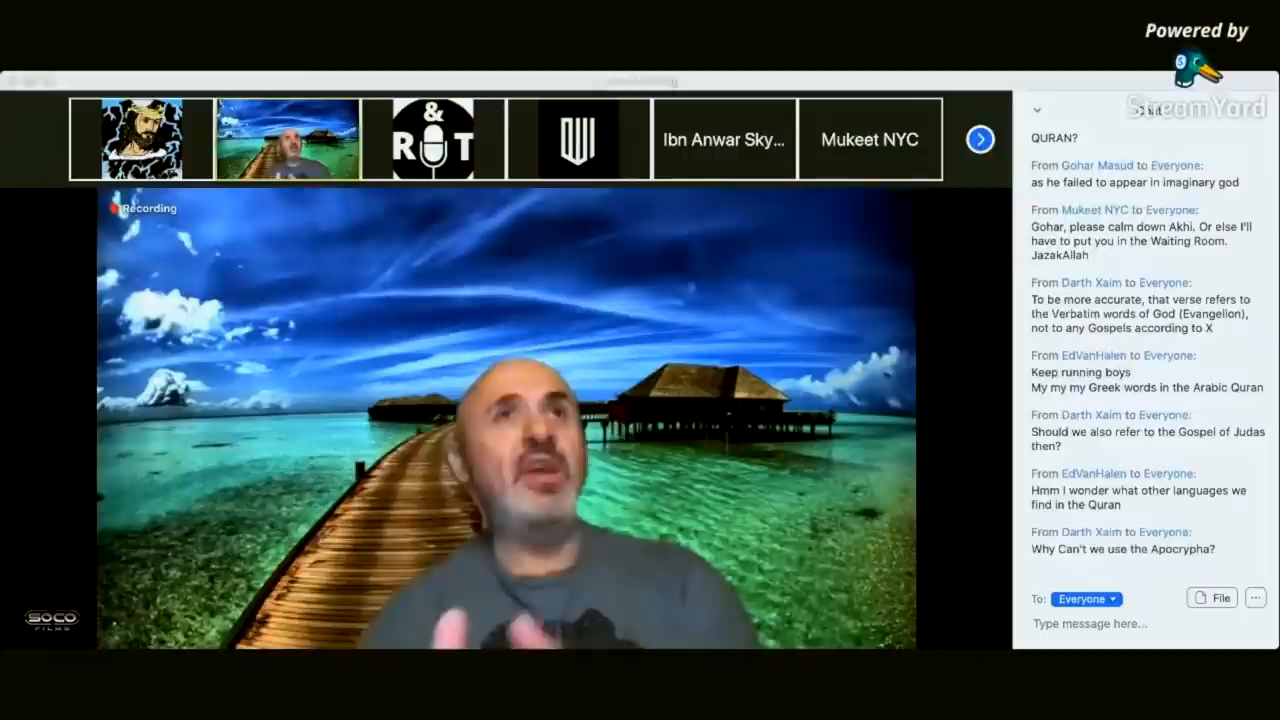 Powered by
StreamYard
&
R T
Ibn Anwar Sky...
Mukeet NYC
Recording
SOCO
FILMS
QURAN?
From Gohar Masud to Everyone:
as he failed to appear in imaginary god
From Mukeet NYC to Everyone:
Gohar, please calm down Akhi. Or else I'll
have to put you in the Waiting Room.
JazakAllah
From Darth Xaim to Everyone:
To be more accurate, that verse refers to
the Verbatim words of God (Evangelion),
not to any Gospels according to X
From EdVanHalen to Everyone:
Keep running boys
My my my Greek words in the Arabic Quran
From Darth Xaim to Everyone:
Should we also refer to the Gospel of Judas
then?
From EdVanHalen to Everyone:
Hmm I wonder what other languages we
find in the Quran
From Darth Xaim to Everyone:
Why Can't we use the Apocrypha?
To: Everyone
File
Type message here...